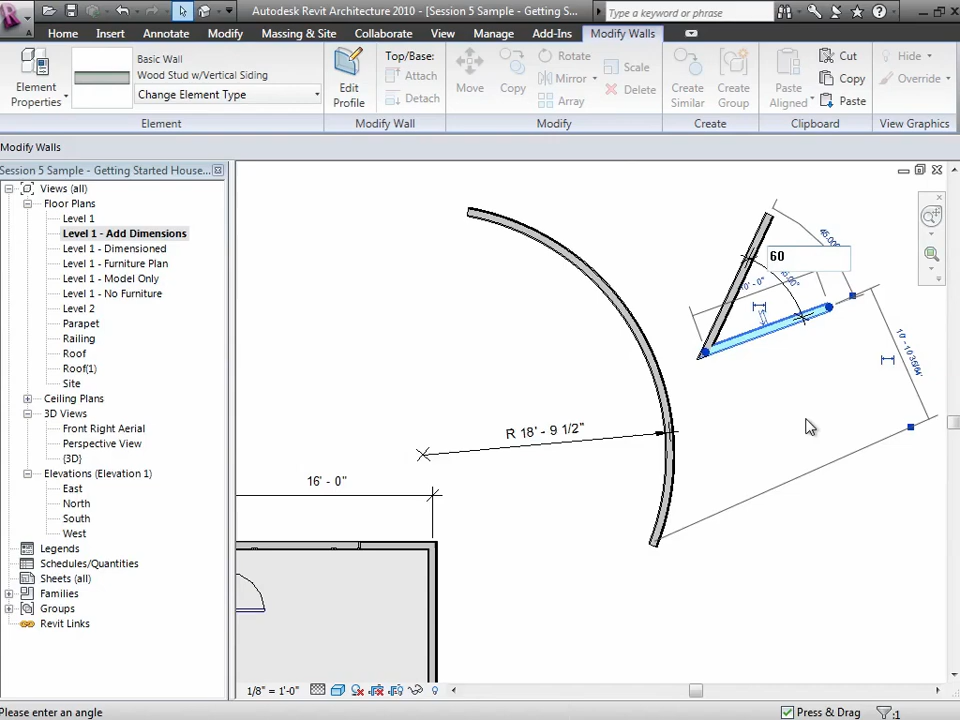 Autodesk Revit Architecture 2010 - [Session 5 Sample - Getting S...
Type a keyword or phrase
Home Insert Annotate Modify Massing & Site Collaborate View Manage Add-Ins Modify Walls
Element Properties
Basic Wall
Wood Stud w/Vertical Siding
Change Element Type
Edit Profile
Top/Base:
Attach
Detach
Move
Copy
Rotate
Mirror
Array
Scale
Delete
Create Similar
Create Group
Paste Aligned
Cut
Copy
Paste
Hide
Override
Element Modify Wall Modify Create Clipboard View Graphics
Modify Walls
Session 5 Sample - Getting Started House...
Views (all)
Floor Plans
Level 1
Level 1 - Add Dimensions
Level 1 - Dimensioned
Level 1 - Furniture Plan
Level 1 - Model Only
Level 1 - No Furniture
Level 2
Parapet
Railing
Roof
Roof(1)
Site
Ceiling Plans
3D Views
Front Right Aerial
Perspective View
{3D}
Elevations (Elevation 1)
East
North
South
West
Legends
Schedules/Quantities
Sheets (all)
Families
Groups
Revit Links
60
R 18' - 9 1/2"
16' - 0"
1/8" = 1'-0"
Please enter an angle
Press & Drag
:1